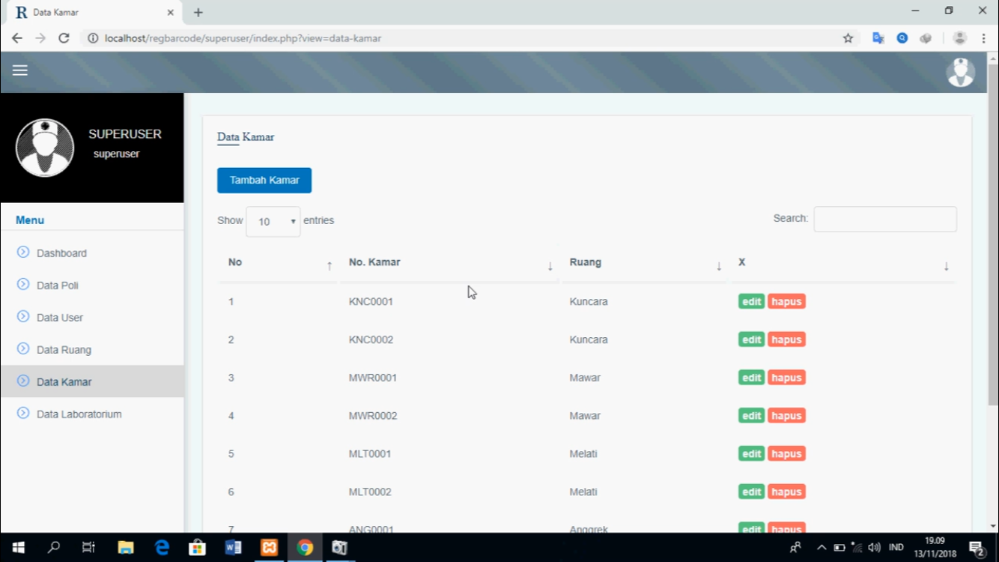 R Data Kamar
localhost/regbarcode/superuser/index.php?view=data-kamar
SUPERUSER
superuser
Menu
Dashboard
Data Poli
Data User
Data Ruang
Data Kamar
Data Laboratorium
Data Kamar
Tambah Kamar
Show 10 entries
Search:
No No. Kamar Ruang X
1 KNC0001 Kuncara edit hapus
2 KNC0002 Kuncara edit hapus
3 MWR0001 Mawar edit hapus
4 MWR0002 Mawar edit hapus
5 MLT0001 Melati edit hapus
6 MLT0002 Melati edit hapus
7 ANG0001 Anggrek edit hapus
IND
19.09
13/11/2018
2